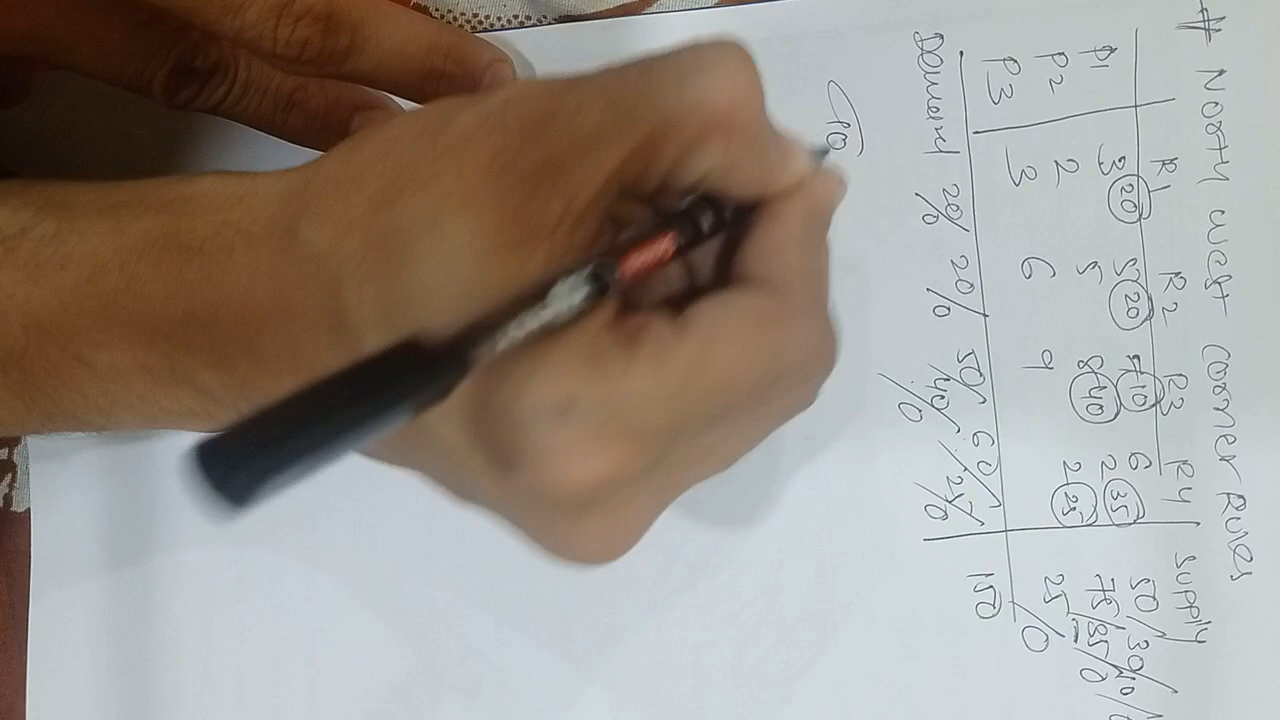 # North west corner Rules
R1 R2 R3 R4 supply
P1 3 (20) 5 (20) 7 (10) 6 50/30/10/
P2 2 5 8 (40) 2 (35) 75/35/0
P3 3 6 9 2 (25) 25/0
Demand 20/0 20/0 50/40/0 60/25/0 150